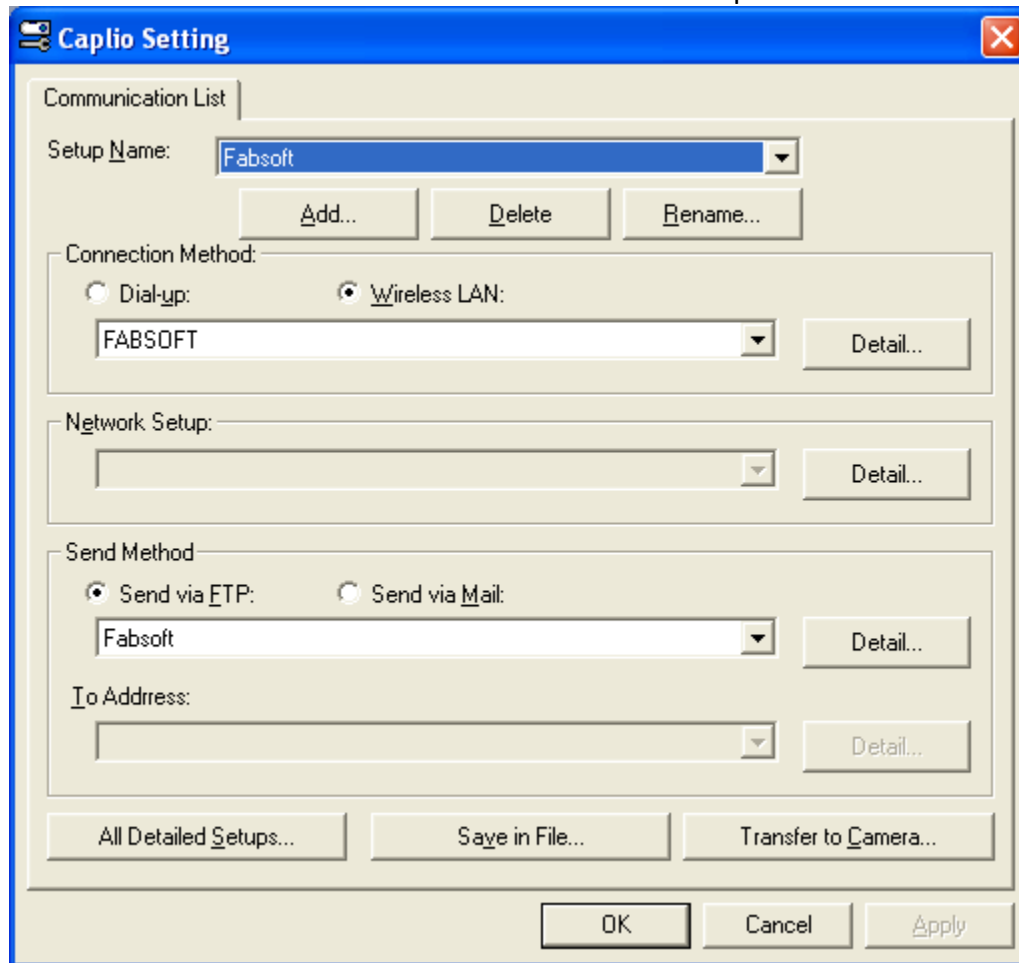 Caplio Setting
Communication List
Setup Name: Fabsoft
Add... Delete Rename...
Connection Method:
Dial-up: Wireless LAN:
FABSOFT Detail...
Network Setup:
Detail...
Send Method
Send via FTP: Send via Mail:
Fabsoft Detail...
To Addrress:
Detail...
All Detailed Setups... Save in File... Transfer to Camera...
OK Cancel Apply